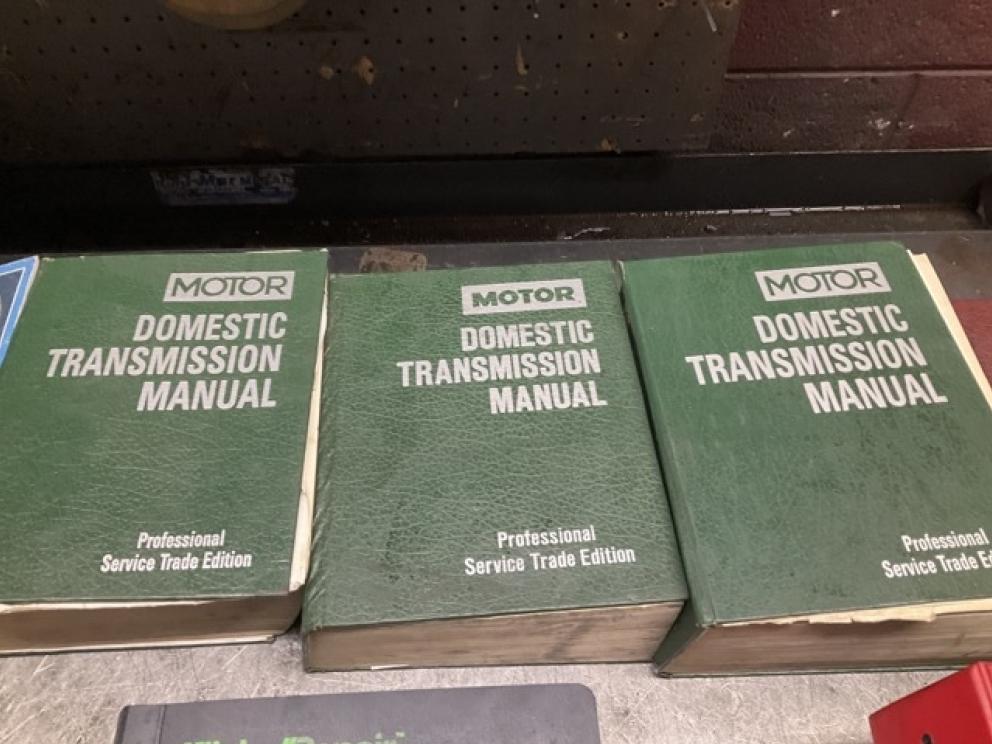 MOTOR
DOMESTIC
TRANSMISSION
MANUAL
Professional
Service Trade Edition
MOTOR
DOMESTIC
TRANSMISSION
MANUAL
Professional
Service Trade Edition
MOTOR
DOMESTIC
TRANSMISSION
MANUAL
Professional
Service Trade Ed